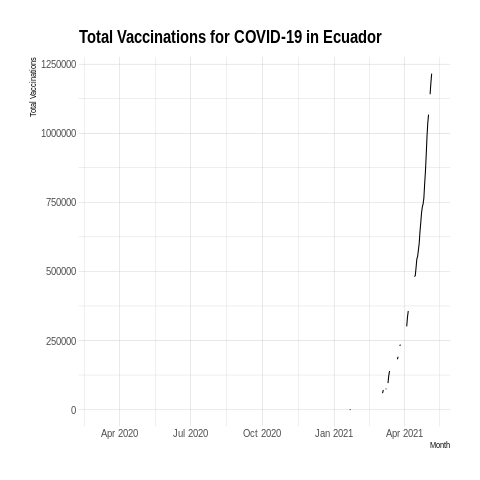 Total Vaccinations for COVID-19 in Ecuador
Total Vaccinations
1250000
1000000
750000
500000
250000
0
Apr 2020 Jul 2020 Oct 2020 Jan 2021 Apr 2021
Month